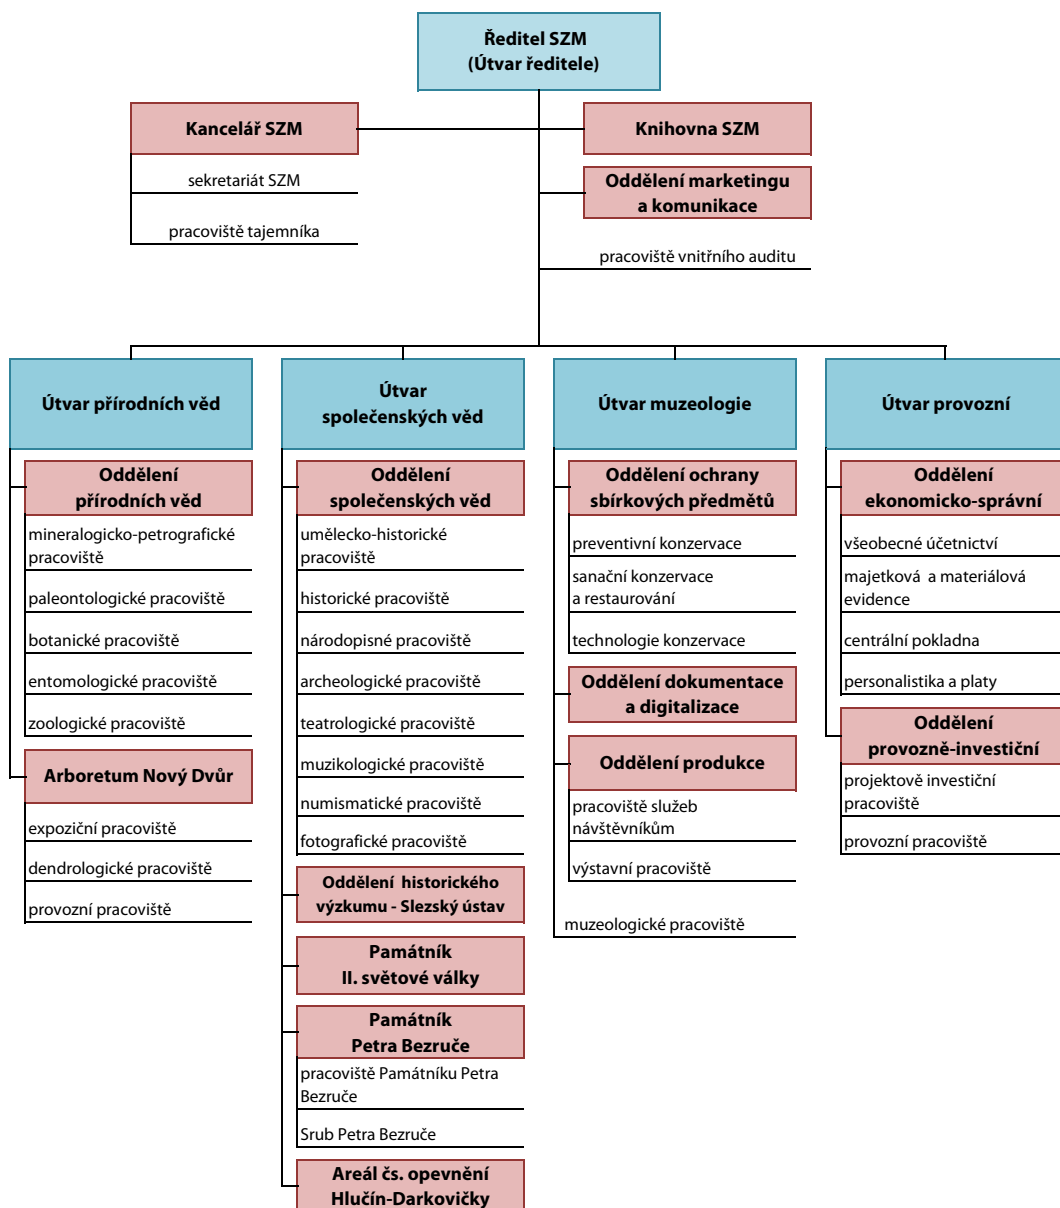 Ředitel SZM
(Útvar ředitele)
Kancelář SZM
sekretariát SZM
pracoviště tajemníka
Knihovna SZM
Oddělení marketingu
a komunikace
pracoviště vnitřního auditu
Útvar přírodních věd
Oddělení
přírodních věd
mineralogicko-petrografické
pracoviště
paleontologické pracoviště
botanické pracoviště
entomologické pracoviště
zoologické pracoviště
Arboretum Nový Dvůr
expoziční pracoviště
dendrologické pracoviště
provozní pracoviště
Útvar
společenských věd
Oddělení
společenských věd
umělecko-historické
pracoviště
historické pracoviště
národopisné pracoviště
archeologické pracoviště
teatrologické pracoviště
muzikologické pracoviště
numismatické pracoviště
fotografické pracoviště
Oddělení historického
výzkumu - Slezský ústav
Památník
II. světové války
Památník
Petra Bezruče
pracoviště Památníku Petra
Bezruče
Srub Petra Bezruče
Areál čs. opevnění
Hlučín-Darkovičky
Útvar muzeologie
Oddělení ochrany
sbírkových předmětů
preventivní konzervace
sanační konzervace
a restaurování
technologie konzervace
Oddělení dokumentace
a digitalizace
Oddělení produkce
pracoviště služeb
návštěvníkům
výstavní pracoviště
muzeologické pracoviště
Útvar provozní
Oddělení
ekonomicko-správní
všeobecné účetnictví
majetková a materiálová
evidence
centrální pokladna
personalistika a platy
Oddělení
provozně-investiční
projektově investiční
pracoviště
provozní pracoviště